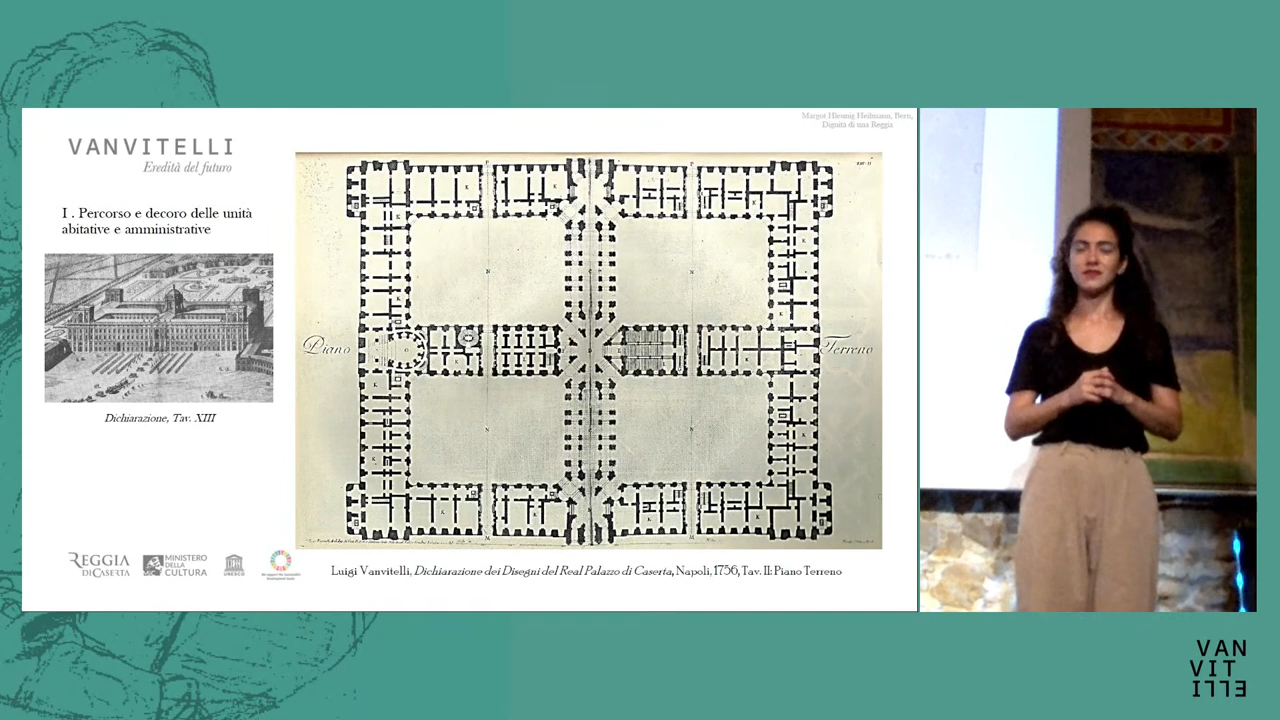 Margot Hleunig Heilmann, Bern,
Dignità di una Reggia
VANVITELLI
Eredità del futuro
I . Percorso e decoro delle unità
abitative e amministrative
Dichiarazione, Tav. XIII
Piano
Terreno
REGGIA
DI CASERTA
MINISTERO
DELLA
CULTURA
UNESCO
Luigi Vanvitelli, Dichiarazione dei Disegni del Real Palazzo di Caserta, Napoli, 1756, Tav. II: Piano Terreno
VAN
VIT
ELLI